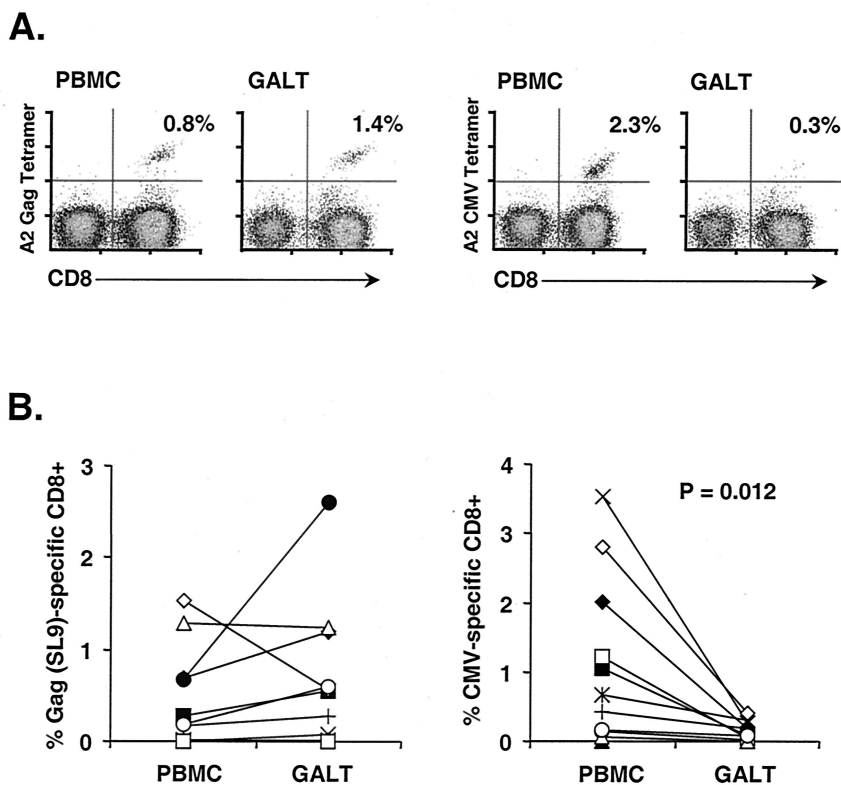 A.
PBMC GALT PBMC GALT
0.8% 1.4% 2.3% 0.3%
A2 Gag Tetramer
A2 CMV Tetramer
CD8 CD8
B.
% Gag (SL9)-specific CD8+
3
2
1
0
PBMC GALT
% CMV-specific CD8+
4
3
2
1
0
P = 0.012
PBMC GALT